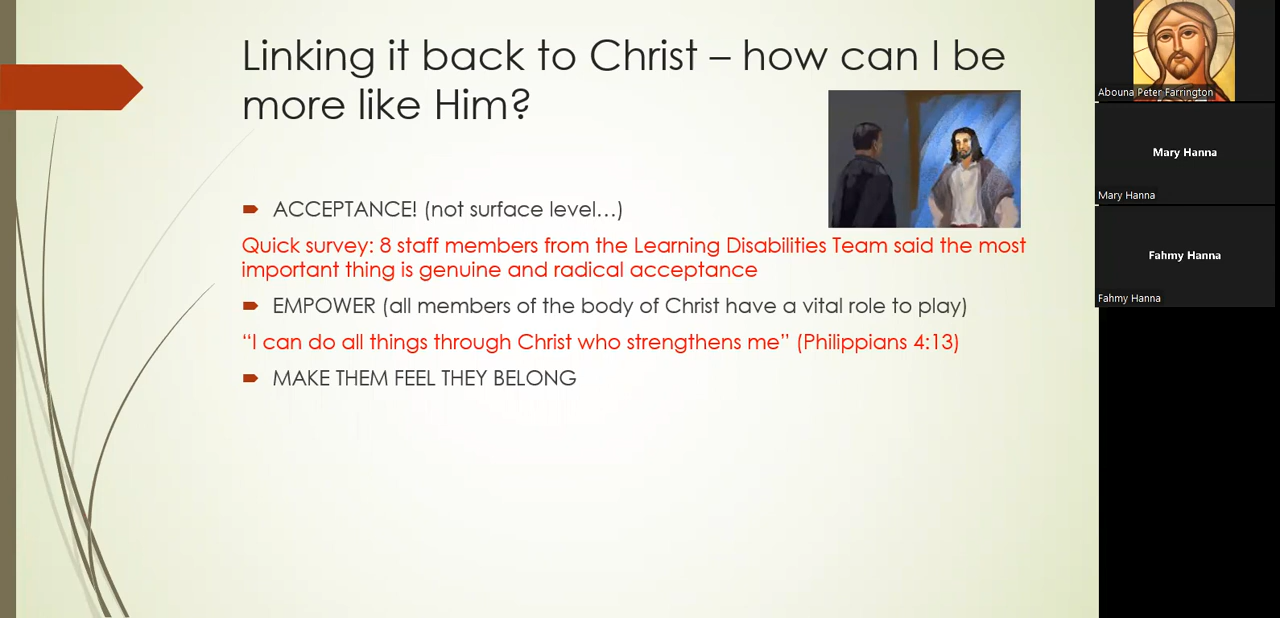 Linking it back to Christ – how can I be
more like Him?
ACCEPTANCE! (not surface level…)
Quick survey: 8 staff members from the Learning Disabilities Team said the most
important thing is genuine and radical acceptance
EMPOWER (all members of the body of Christ have a vital role to play)
“I can do all things through Christ who strengthens me” (Philippians 4:13)
MAKE THEM FEEL THEY BELONG
Abouna Peter Farrington
Mary Hanna
Mary Hanna
Fahmy Hanna
Fahmy Hanna